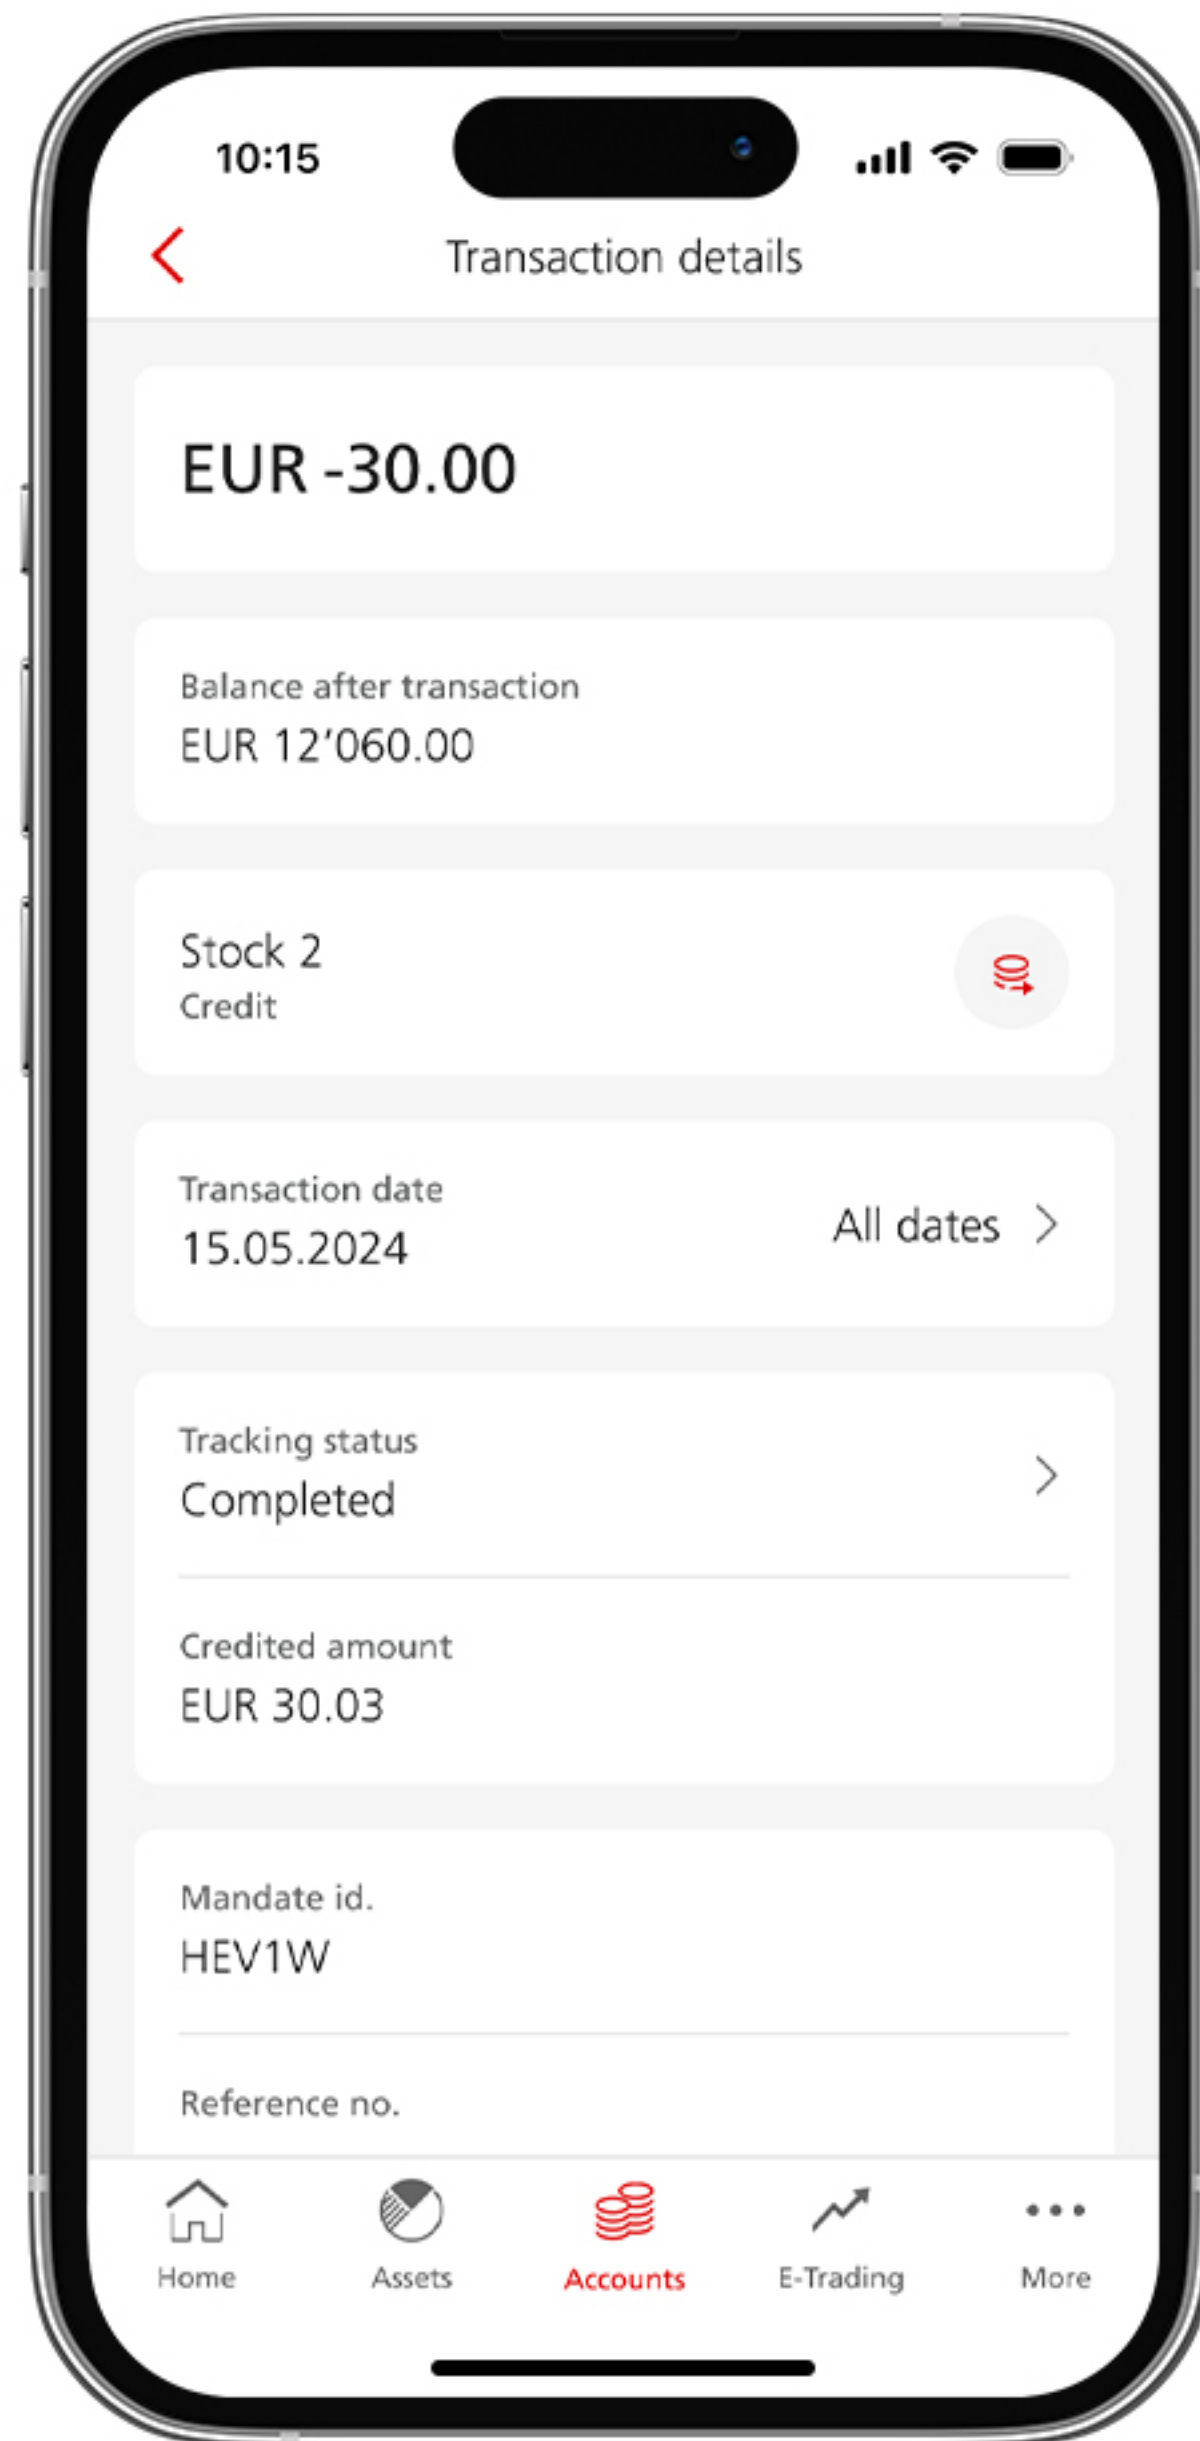 10:15
Transaction details
EUR -30.00
Balance after transaction
EUR 12’060.00
Stock 2
Credit
Transaction date
15.05.2024
All dates
Tracking status
Completed
Credited amount
EUR 30.03
Mandate id.
HEV1W
Reference no.
Home
Assets
Accounts
E-Trading
More